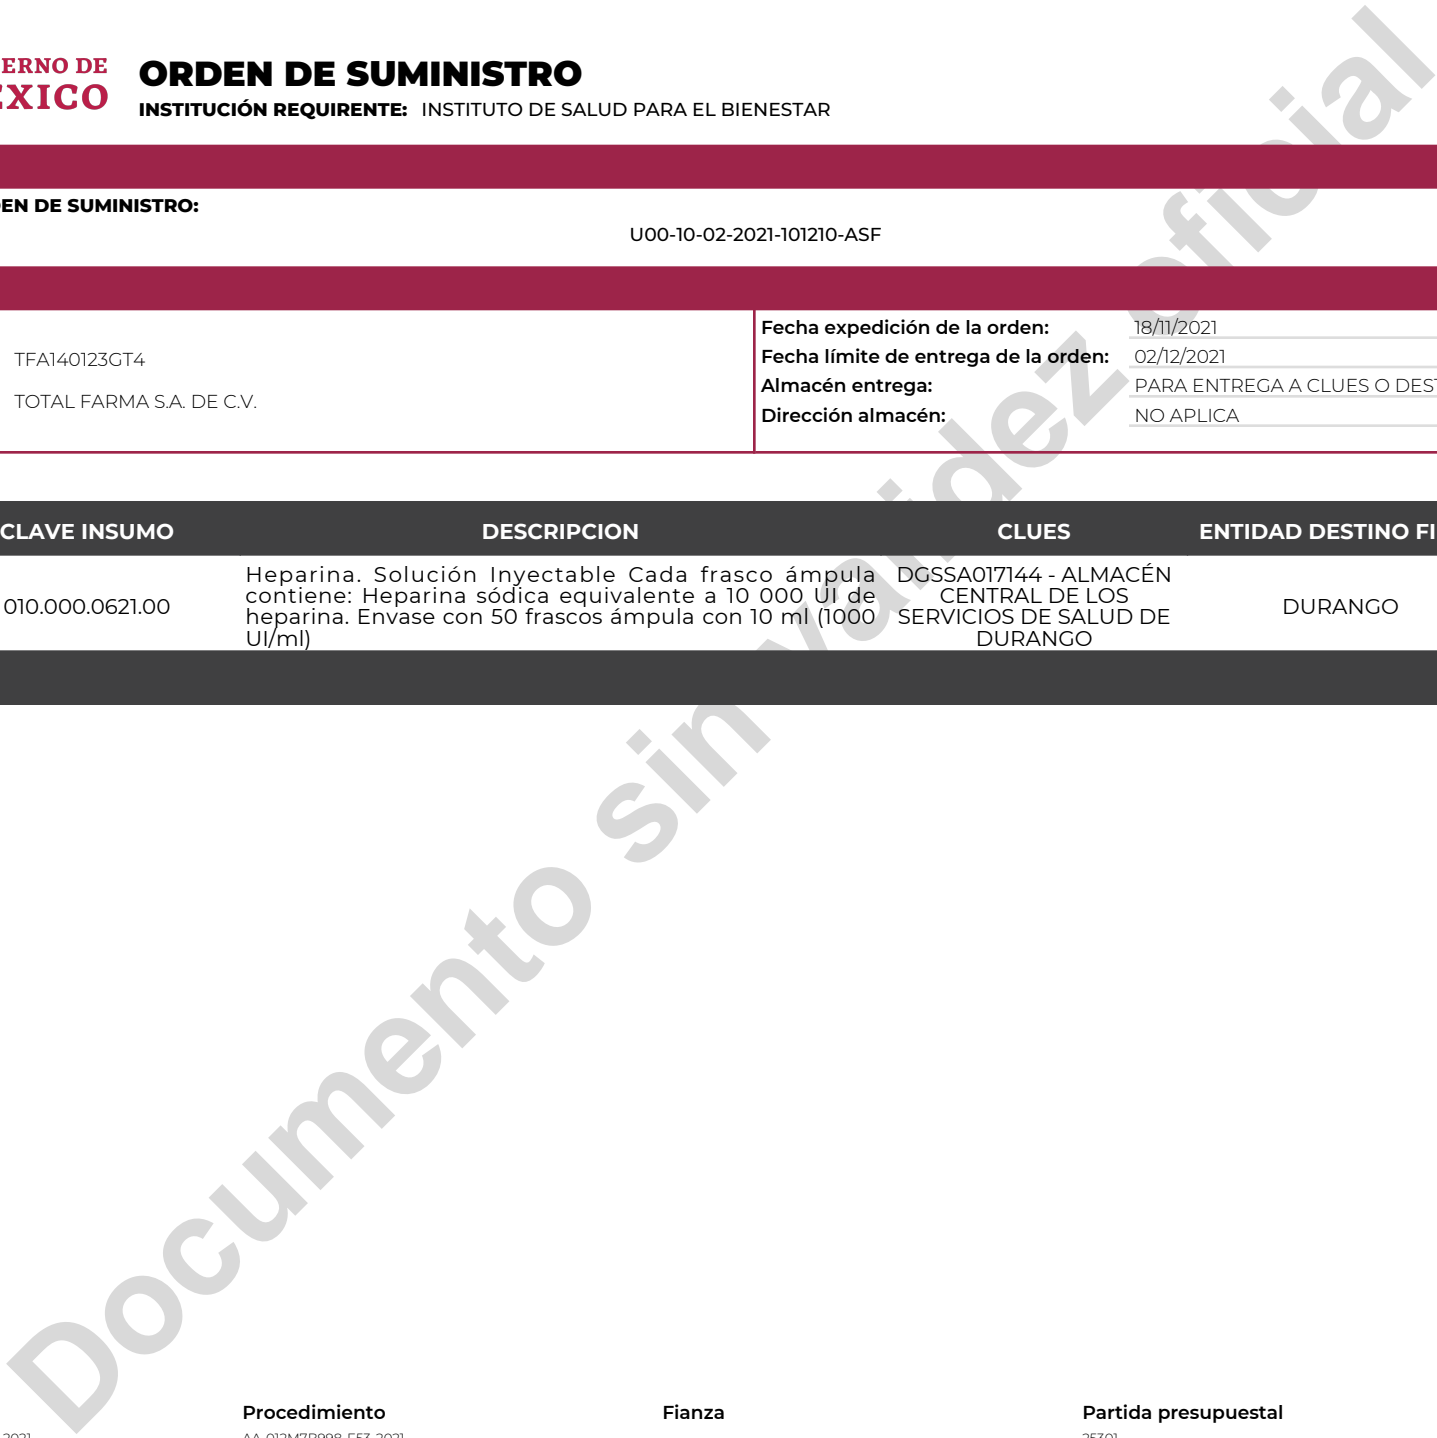 ERNO DE
ORDEN DE SUMINISTRO
EXICO
INSTITUCIÓN REQUIRENTE: INSTITUTO DE SALUD PARA EL BIENESTAR
EN DE SUMINISTRO:
U00-10-02-2021-101210-ASF
Fecha expedición de la orden: 18/11/2021
TFA140123GT4
Fecha límite de entrega de la orden: 02/12/2021
Almacén entrega: PARA ENTREGA A CLUES O DEST
TOTAL FARMA S.A. DE C.V.
Dirección almacén: NO APLICA
CLAVE INSUMO DESCRIPCION CLUES ENTIDAD DESTINO FI
010.000.0621.00
Heparina. Solución Inyectable Cada frasco ámpula
contiene: Heparina sódica equivalente a 10 000 UI de
heparina. Envase con 50 frascos ámpula con 10 ml (1000
UI/ml)
DGSSA017144 - ALMACÉN
CENTRAL DE LOS
SERVICIOS DE SALUD DE
DURANGO
DURANGO
Documento sin validez oficial
Procedimiento Fianza Partida presupuestal